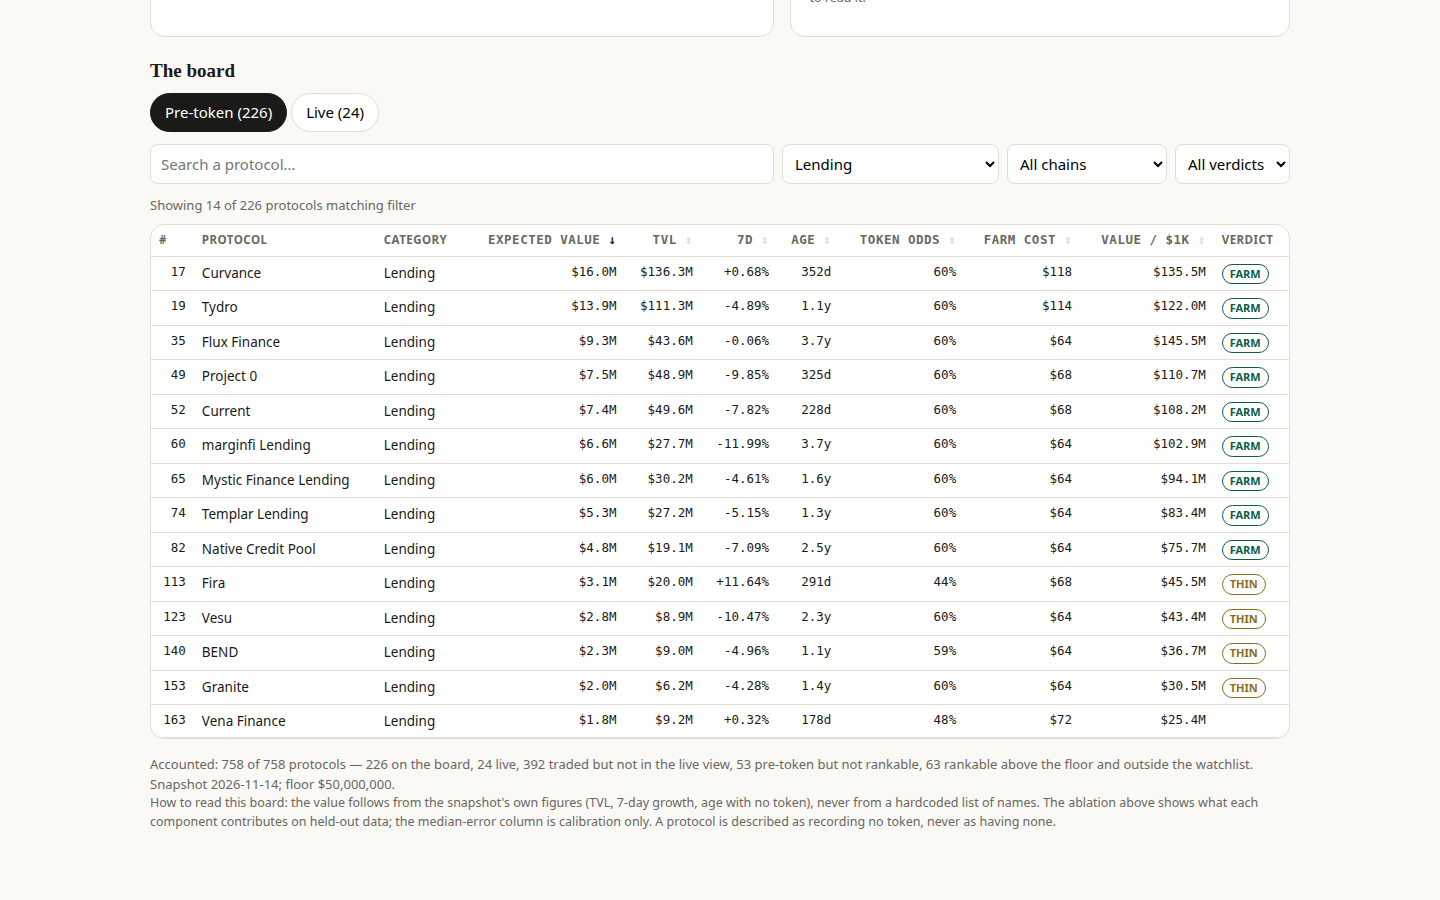 The board
Pre-token (226) Live (24)
Search a protocol... Lending All chains All verdicts
Showing 14 of 226 protocols matching filter
# PROTOCOL CATEGORY EXPECTED VALUE ↓ TVL ↕ 7D ↕ AGE ↕ TOKEN ODDS ↕ FARM COST ↕ VALUE / $1K ↕ VERDICT
17 Curvance Lending $16.0M $136.3M +0.68% 352d 60% $118 $135.5M FARM
19 Tydro Lending $13.9M $111.3M -4.89% 1.1y 60% $114 $122.0M FARM
35 Flux Finance Lending $9.3M $43.6M -0.06% 3.7y 60% $64 $145.5M FARM
49 Project 0 Lending $7.5M $48.9M -9.85% 325d 60% $68 $110.7M FARM
52 Current Lending $7.4M $49.6M -7.82% 228d 60% $68 $108.2M FARM
60 marginfi Lending Lending $6.6M $27.7M -11.99% 3.7y 60% $64 $102.9M FARM
65 Mystic Finance Lending Lending $6.0M $30.2M -4.61% 1.6y 60% $64 $94.1M FARM
74 Templar Lending Lending $5.3M $27.2M -5.15% 1.3y 60% $64 $83.4M FARM
82 Native Credit Pool Lending $4.8M $19.1M -7.09% 2.5y 60% $64 $75.7M FARM
113 Fira Lending $3.1M $20.0M +11.64% 291d 44% $68 $45.5M THIN
123 Vesu Lending $2.8M $8.9M -10.47% 2.3y 60% $64 $43.4M THIN
140 BEND Lending $2.3M $9.0M -4.96% 1.1y 59% $64 $36.7M THIN
153 Granite Lending $2.0M $6.2M -4.28% 1.4y 60% $64 $30.5M THIN
163 Vena Finance Lending $1.8M $9.2M +0.32% 178d 48% $72 $25.4M
Accounted: 758 of 758 protocols — 226 on the board, 24 live, 392 traded but not in the live view, 53 pre-token but not rankable, 63 rankable above the floor and outside the watchlist.
Snapshot 2026-11-14; floor $50,000,000.
How to read this board: the value follows from the snapshot's own figures (TVL, 7-day growth, age with no token), never from a hardcoded list of names. The ablation above shows what each
component contributes on held-out data; the median-error column is calibration only. A protocol is described as recording no token, never as having none.